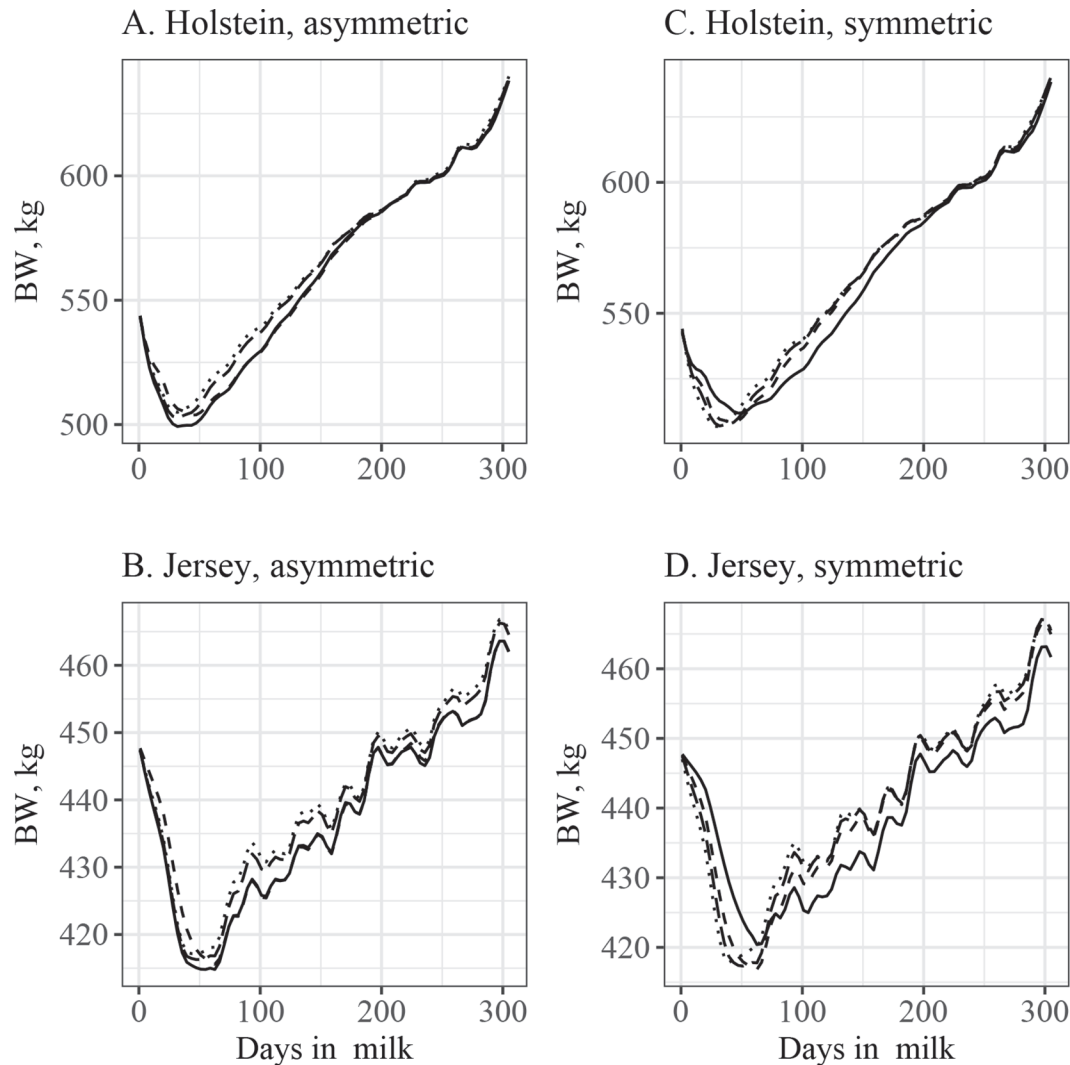 A. Holstein, asymmetric
BW, kg
600
550
500
0 100 200 300
C. Holstein, symmetric
BW, kg
600
550
0 100 200 300
B. Jersey, asymmetric
BW, kg
460
450
440
430
420
0 100 200 300
Days in milk
D. Jersey, symmetric
BW, kg
460
450
440
430
420
0 100 200 300
Days in milk